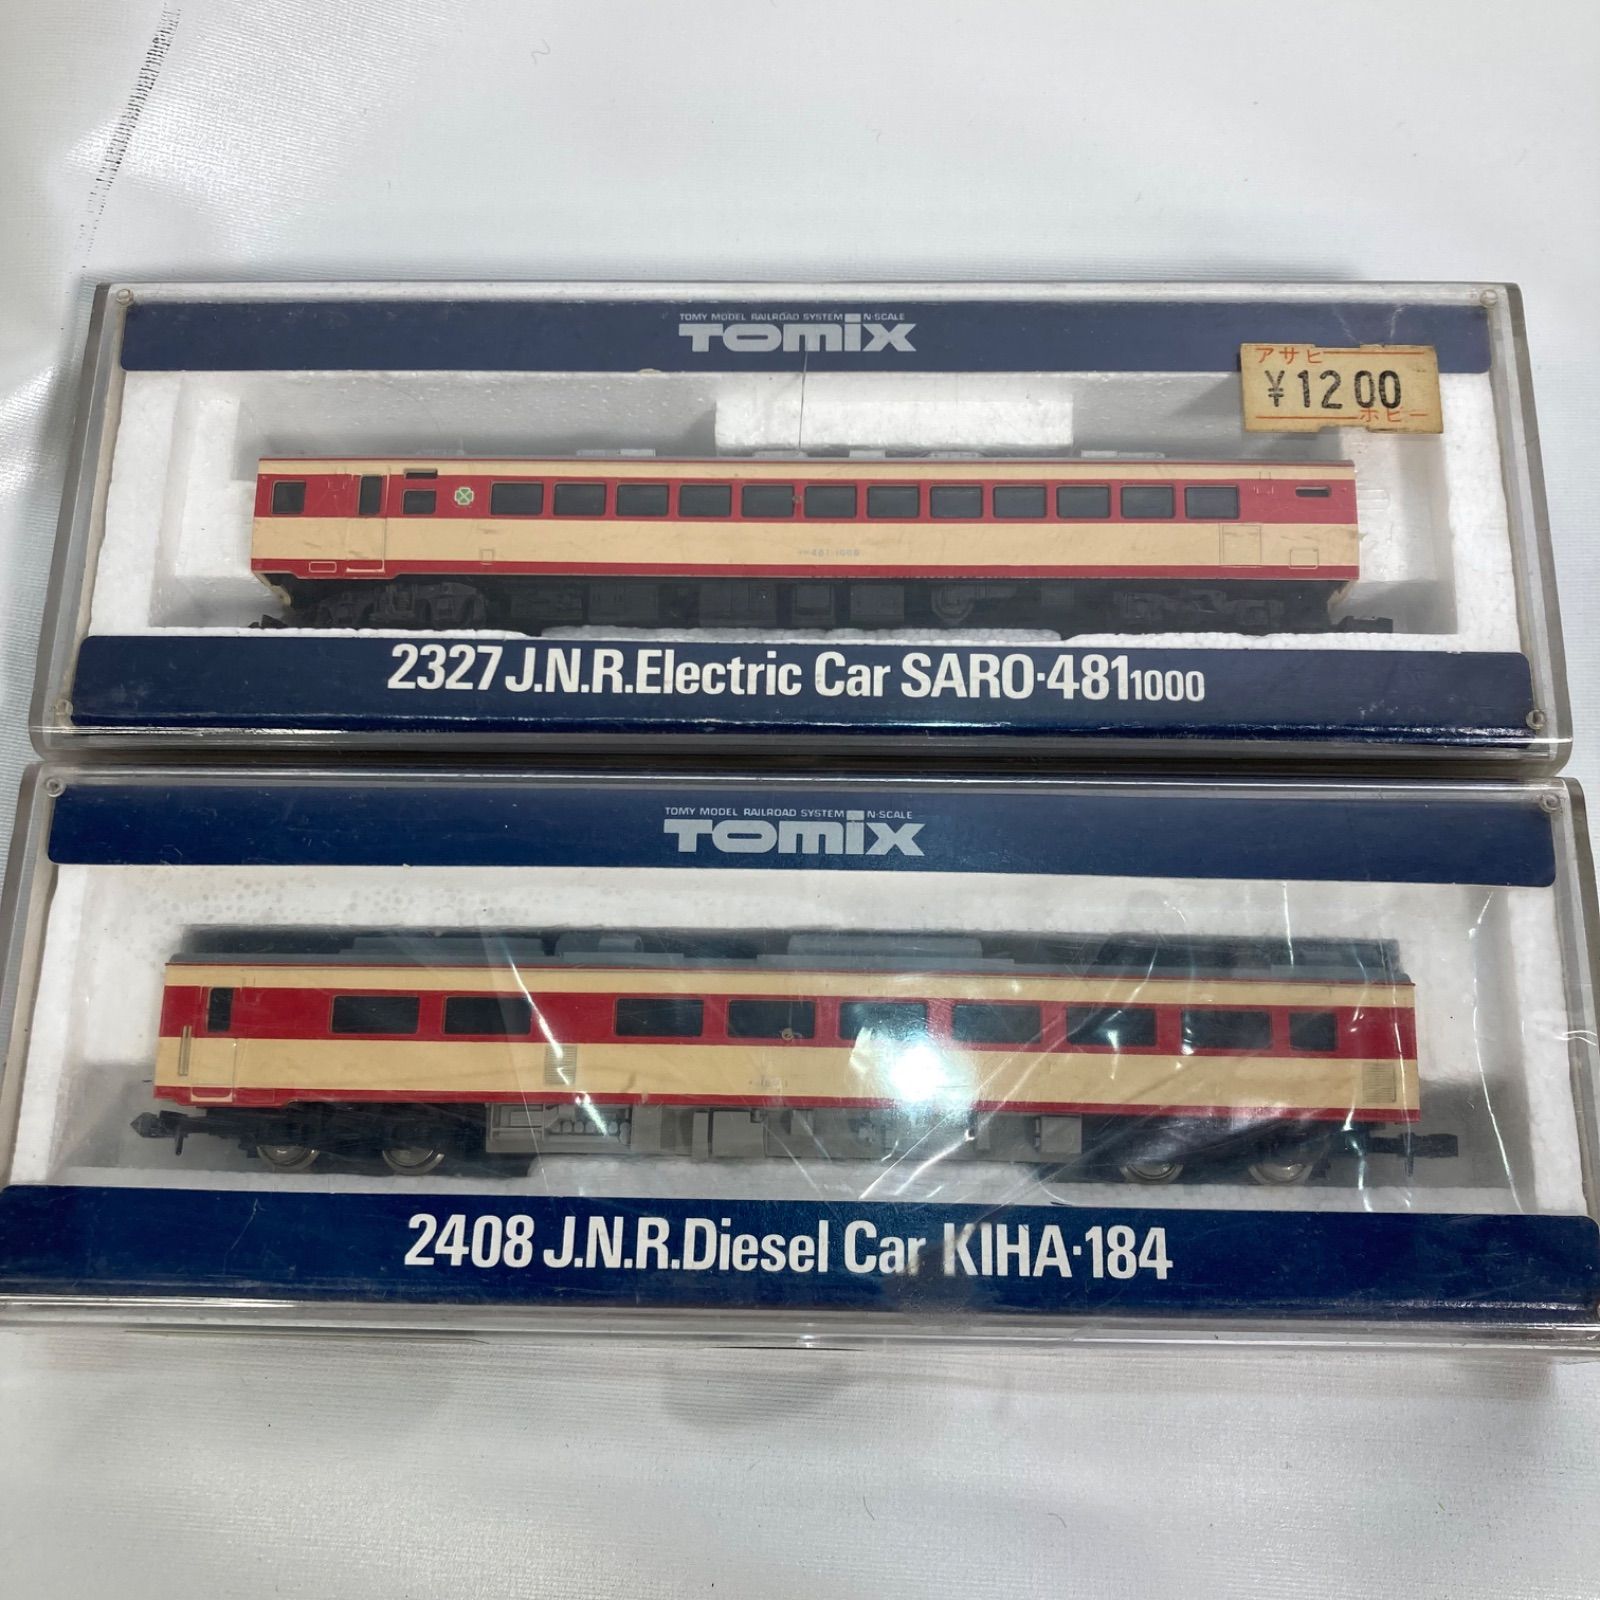 TOMY MODEL RAILROAD SYSTEM N-SCALE
TOMIX
アサヒ
¥1200
ホビー
2327 J.N.R.Electric Car SARO·481 1000
TOMY MODEL RAILROAD SYSTEM N-SCALE
TOMIX
2408 J.N.R.Diesel Car KIHA·184